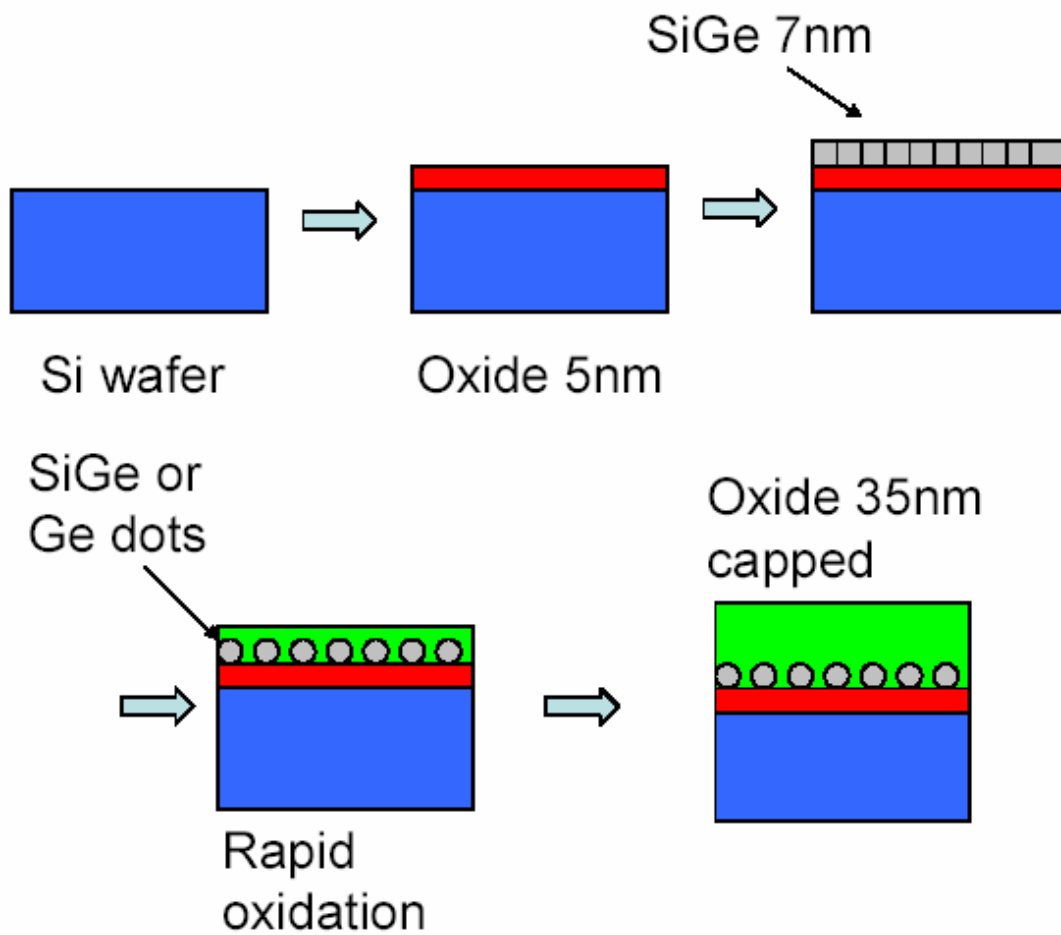 SiGe 7nm
Si wafer
Oxide 5nm
SiGe or
Ge dots
Oxide 35nm
capped
Rapid
oxidation